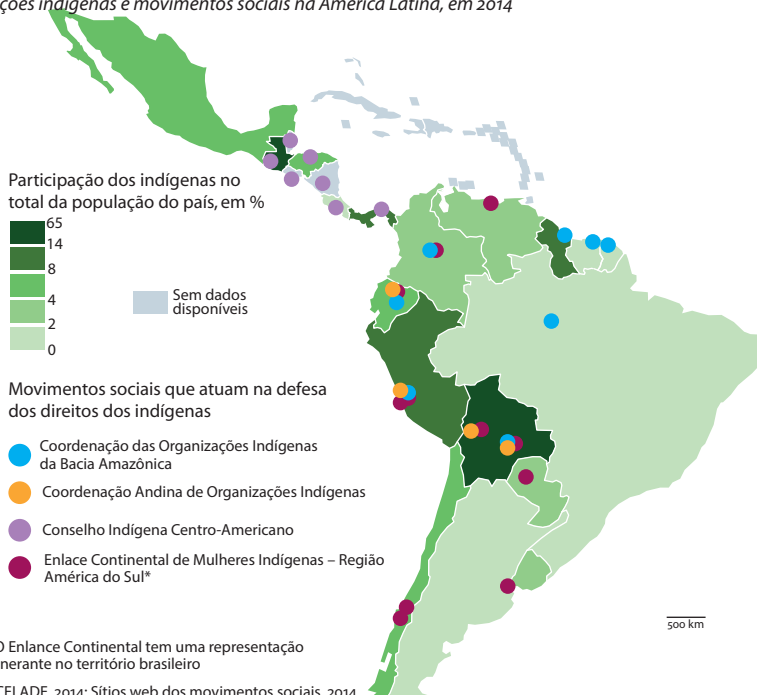 ções indígenas e movimentos sociais na América Latina, em 2014
Participação dos indígenas no
total da população do país, em %
65
14
8
4
2
0
Sem dados
disponíveis
Movimentos sociais que atuam na defesa
dos direitos dos indígenas
Coordenação das Organizações Indígenas
da Bacia Amazônica
Coordenação Andina de Organizações Indígenas
Conselho Indígena Centro-Americano
Enlace Continental de Mulheres Indígenas – Região
América do Sul*
500 km
O Enlance Continental tem uma representação
nerante no território brasileiro
CELADE, 2014; Sítios web dos movimentos sociais, 2014